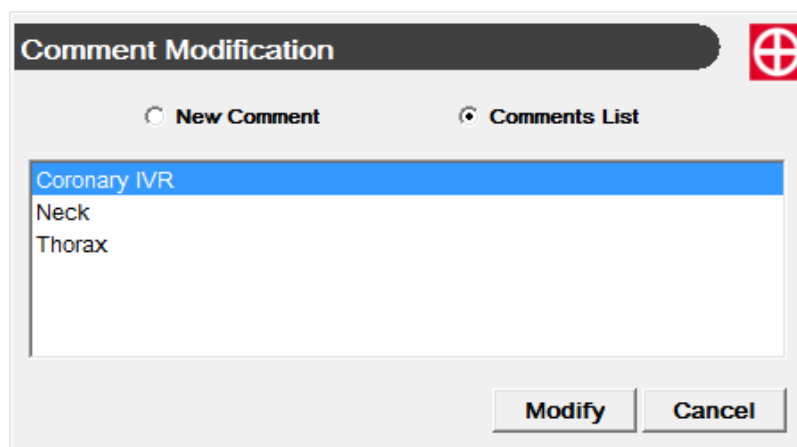 Comment Modification
New Comment Comments List
Coronary IVR
Neck
Thorax
Modify Cancel